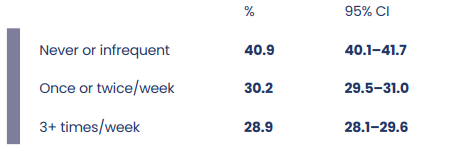 % 95% CI
Never or infrequent 40.9 40.1–41.7
Once or twice/week 30.2 29.5–31.0
3+ times/week 28.9 28.1–29.6